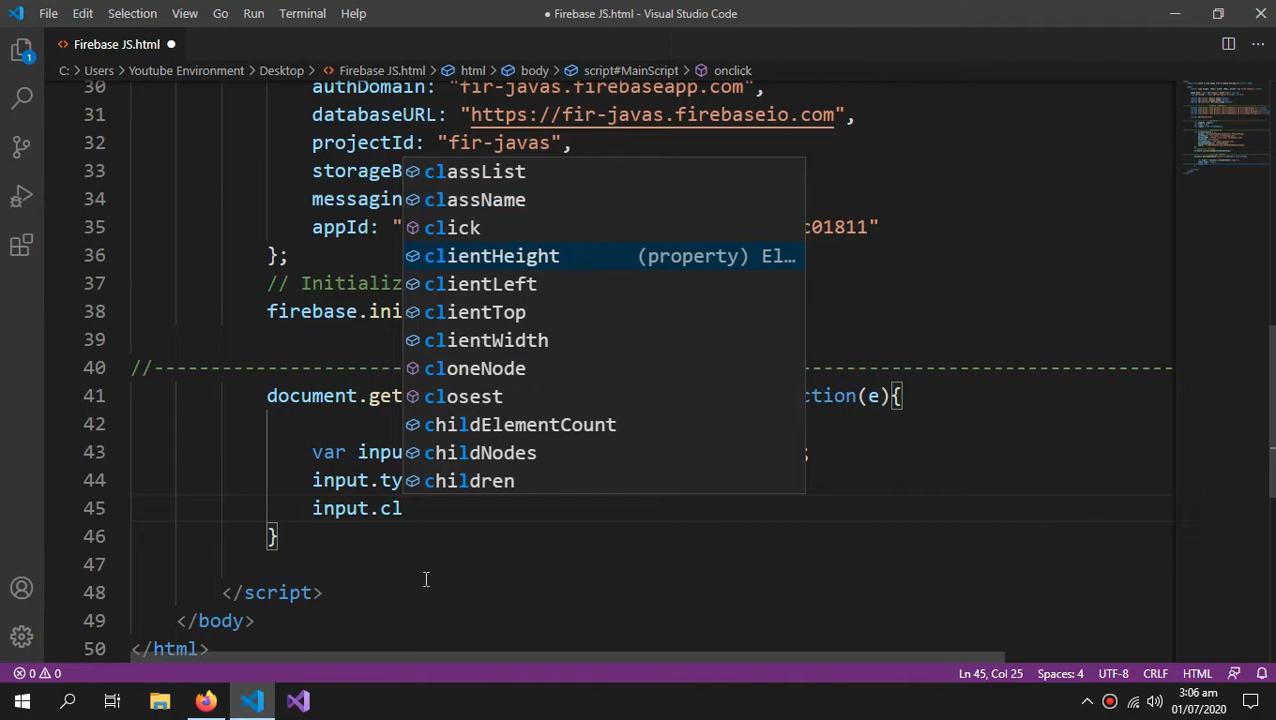 File Edit Selection View Go Run Terminal Help ● Firebase JS.html - Visual Studio Code
Firebase JS.html ●
C: > Users > Youtube Environment > Desktop > Firebase JS.html > html > body > script#MainScript > onclick
30 authDomain: "fir-javas.firebaseapp.com",
31 databaseURL: "https://fir-javas.firebaseio.com",
32 projectId: "fir-javas",
33 storageB
34 messagin
35 appId: " c01811"
36 };
37 // Initializ
38 firebase.ini
39
40 //--------------------------------------------------------------------------
41 document.get ction(e){
42
43 var inpu ;
44 input.ty
45 input.cl
46 }
47
48 </script>
49 </body>
50 </html>
classList
className
click
clientHeight (property) El…
clientLeft
clientTop
clientWidth
cloneNode
closest
childElementCount
childNodes
children
1
0 0 Ln 45, Col 25 Spaces: 4 UTF-8 CRLF HTML
3:06 am
01/07/2020